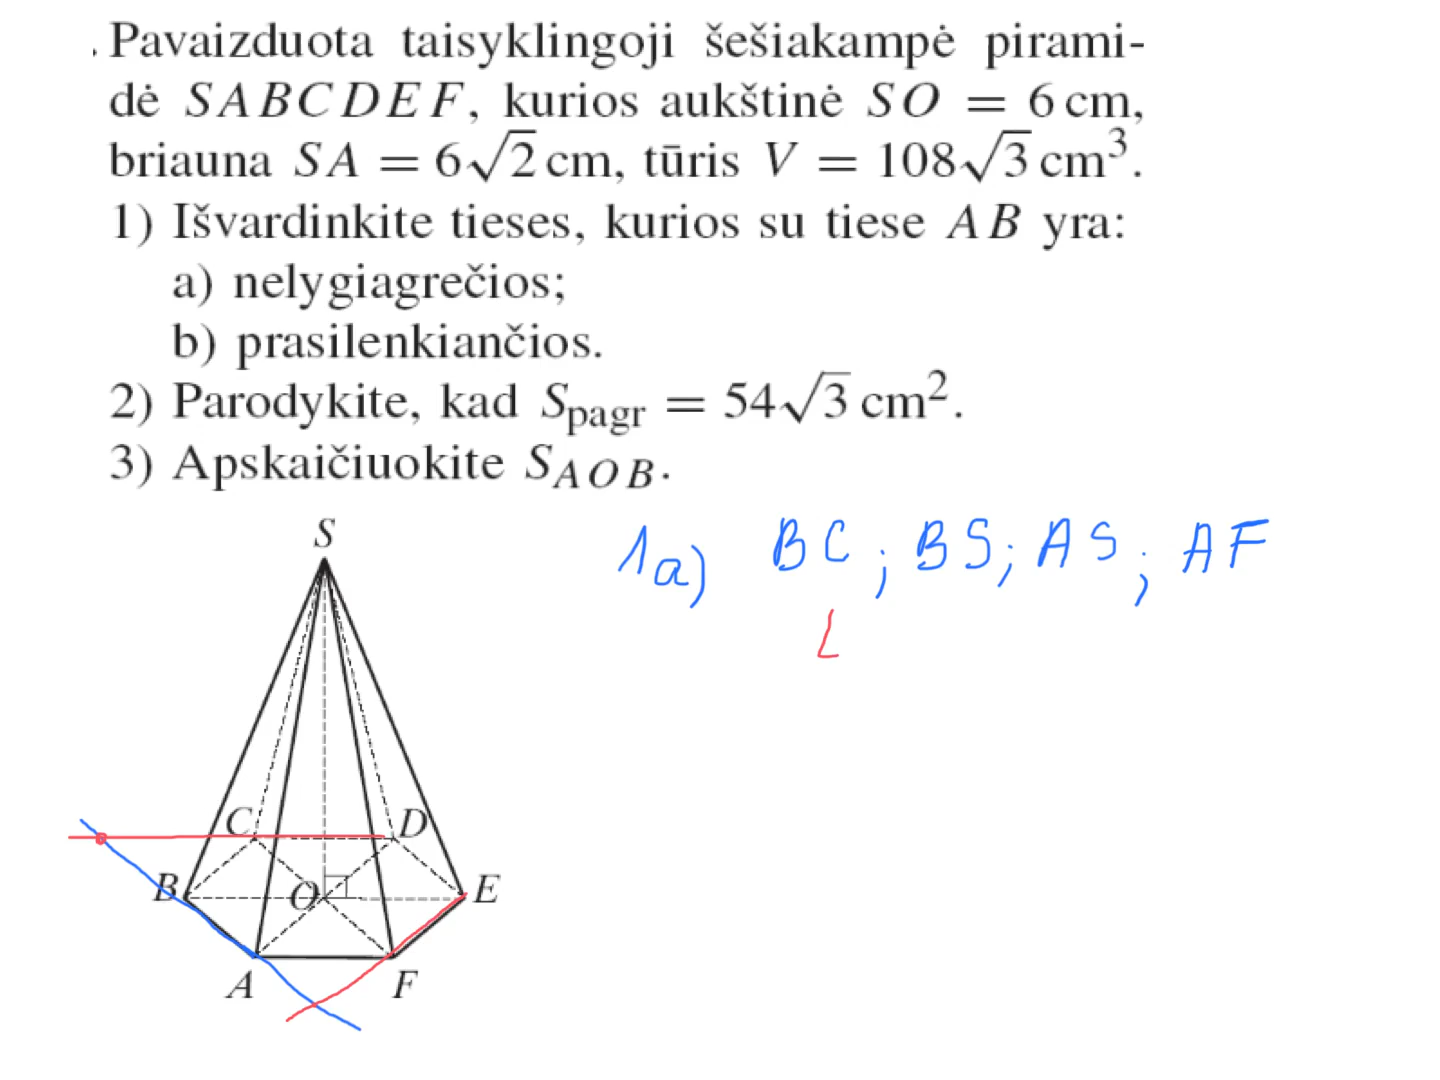 . Pavaizduota taisyklingoji šešiakampė pirami-
dė SABCDEF, kurios aukštinė SO = 6 cm,
briauna SA = 6√2 cm, tūris V = 108√3 cm³.
1) Išvardinkite tieses, kurios su tiese AB yra:
a) nelygiagrečios;
b) prasilenkiančios.
2) Parodykite, kad S_pagr = 54√3 cm².
3) Apskaičiuokite S_AOB.
S
1a) BC ; BS ; AS ; AF
C D
B O E
A F